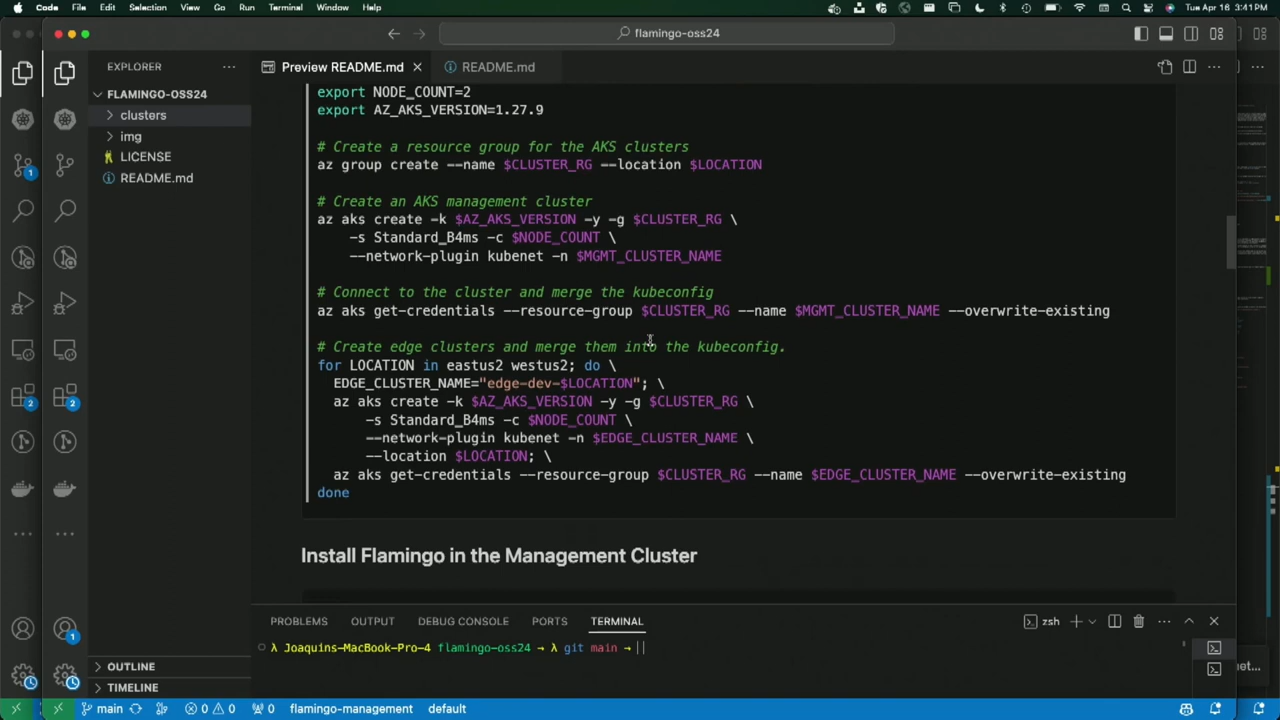 Code File Edit Selection View Go Run Terminal Window Help Tue Apr 16 3:41 PM
flamingo-oss24
EXPLORER
Preview README.md
README.md
FLAMINGO-OSS24
clusters
img
LICENSE
README.md
export NODE_COUNT=2
export AZ_AKS_VERSION=1.27.9
# Create a resource group for the AKS clusters
az group create --name $CLUSTER_RG --location $LOCATION
# Create an AKS management cluster
az aks create -k $AZ_AKS_VERSION -y -g $CLUSTER_RG \
-s Standard_B4ms -c $NODE_COUNT \
--network-plugin kubenet -n $MGMT_CLUSTER_NAME
# Connect to the cluster and merge the kubeconfig
az aks get-credentials --resource-group $CLUSTER_RG --name $MGMT_CLUSTER_NAME --overwrite-existing
# Create edge clusters and merge them into the kubeconfig.
for LOCATION in eastus2 westus2; do \
EDGE_CLUSTER_NAME="edge-dev-$LOCATION"; \
az aks create -k $AZ_AKS_VERSION -y -g $CLUSTER_RG \
-s Standard_B4ms -c $NODE_COUNT \
--network-plugin kubenet -n $EDGE_CLUSTER_NAME \
--location $LOCATION; \
az aks get-credentials --resource-group $CLUSTER_RG --name $EDGE_CLUSTER_NAME --overwrite-existing
done
Install Flamingo in the Management Cluster
PROBLEMS OUTPUT DEBUG CONSOLE PORTS TERMINAL
zsh
λ Joaquins-MacBook-Pro-4 flamingo-oss24 → λ git main →
et...
1
2
2
2
1
OUTLINE
TIMELINE
main 0 0 0 flamingo-management default